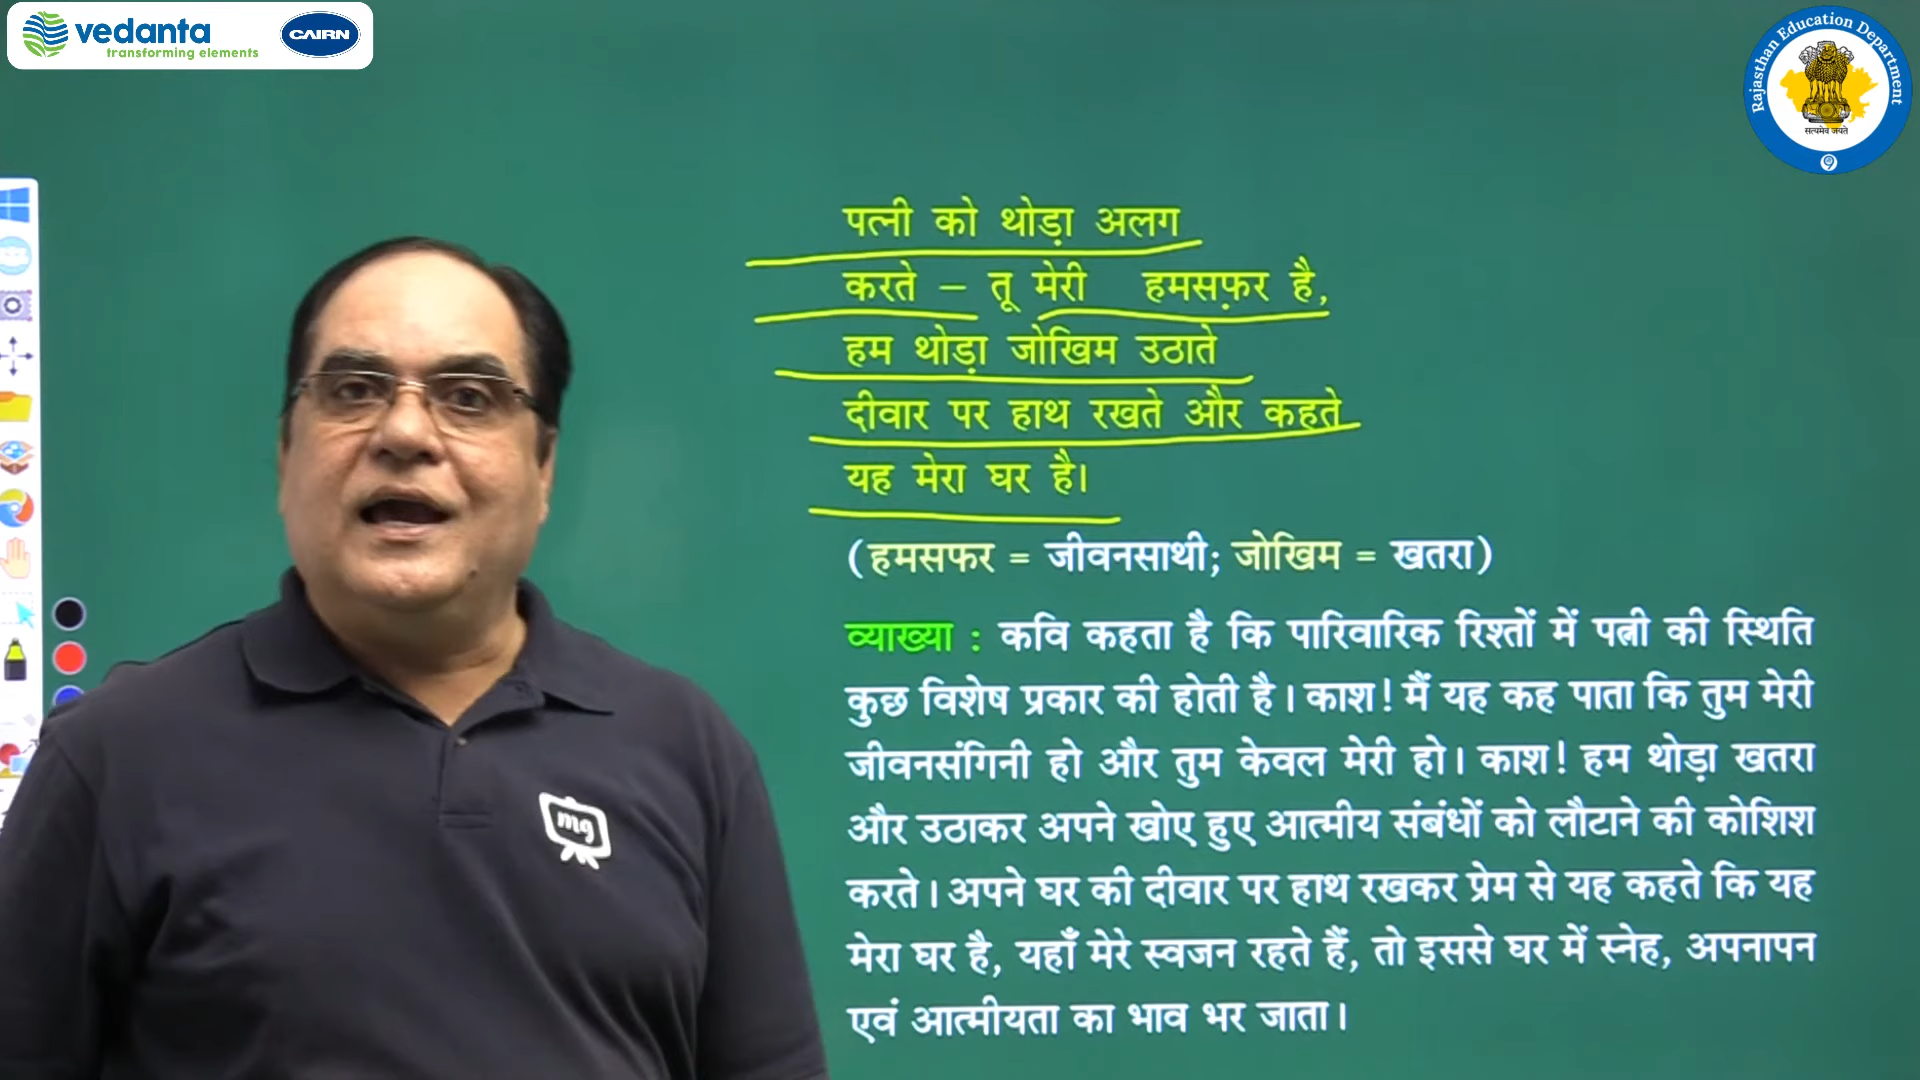 vedanta
transforming elements
CAIRN
Rajasthan Education Department
सत्यमेव जयते
पत्नी को थोड़ा अलग
करते – तू मेरी हमसफ़र है,
हम थोड़ा जोखिम उठाते
दीवार पर हाथ रखते और कहते
यह मेरा घर है।
(हमसफर = जीवनसाथी; जोखिम = खतरा)
व्याख्या : कवि कहता है कि पारिवारिक रिश्तों में पत्नी की स्थिति
कुछ विशेष प्रकार की होती है। काश! मैं यह कह पाता कि तुम मेरी
जीवनसंगिनी हो और तुम केवल मेरी हो। काश! हम थोड़ा खतरा
और उठाकर अपने खोए हुए आत्मीय संबंधों को लौटाने की कोशिश
करते। अपने घर की दीवार पर हाथ रखकर प्रेम से यह कहते कि यह
मेरा घर है, यहाँ मेरे स्वजन रहते हैं, तो इससे घर में स्नेह, अपनापन
एवं आत्मीयता का भाव भर जाता।
mg